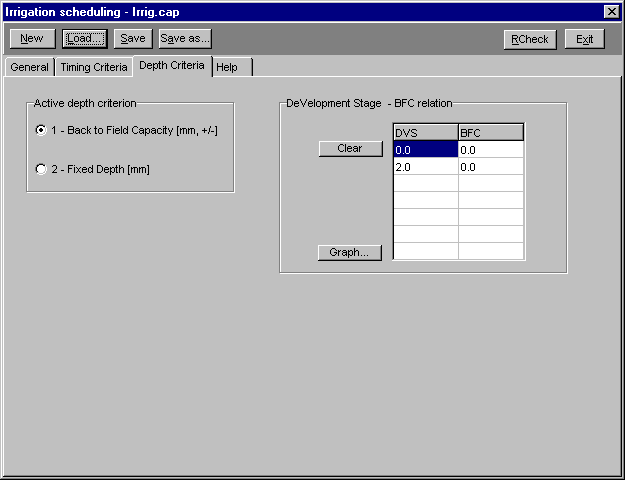 Irrigation scheduling - Irrig.cap
New Load... Save Save as... RCheck Exit
General Timing Criteria Depth Criteria Help
Active depth criterion
1 - Back to Field Capacity [mm, +/-]
2 - Fixed Depth [mm]
DeVelopment Stage - BFC relation
Clear
DVS BFC
0.0 0.0
2.0 0.0
Graph...